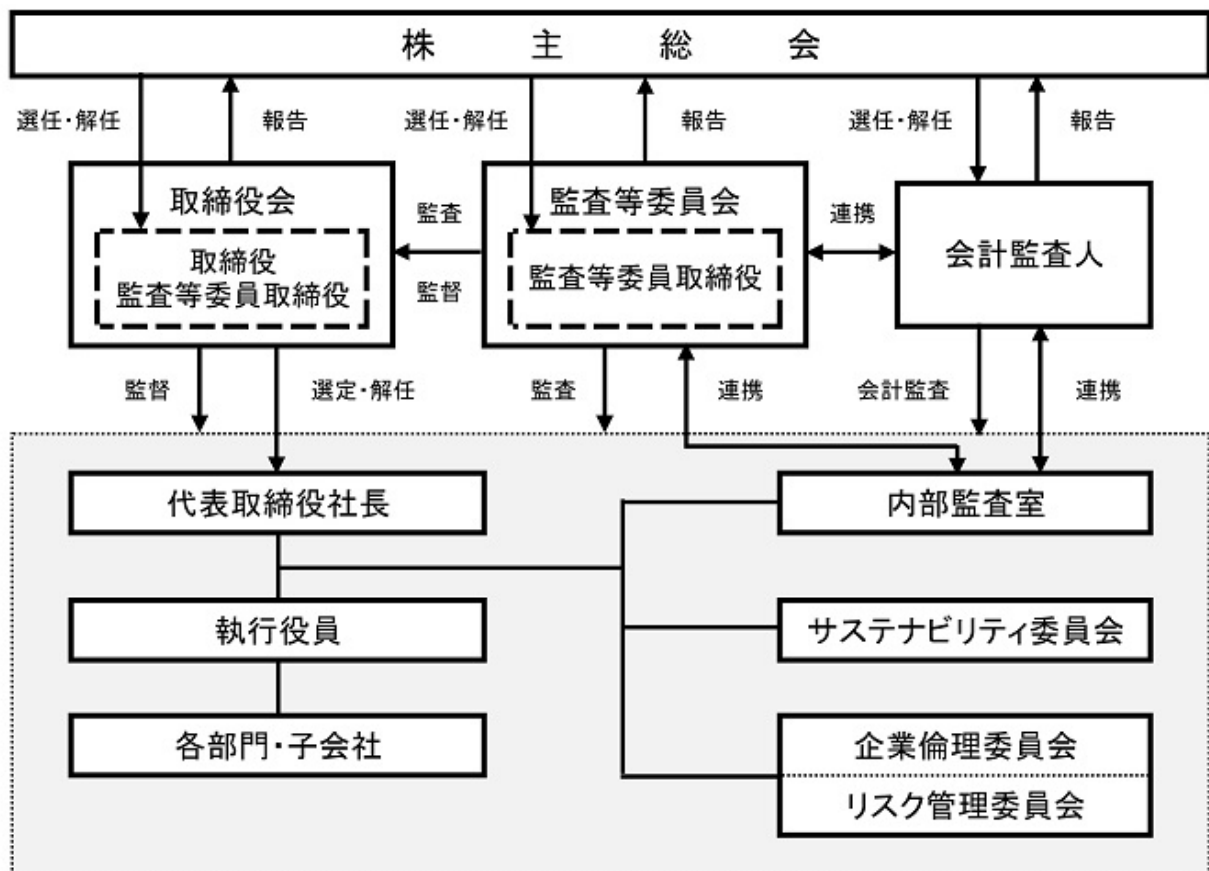 株主総会
選任・解任
報告
選任・解任
報告
選任・解任
報告
取締役会
取締役
監査等委員取締役
監査
監督
監査等委員会
監査等委員取締役
連携
会計監査人
監督
選定・解任
監査
連携
会計監査
連携
代表取締役社長
内部監査室
執行役員
サステナビリティ委員会
各部門・子会社
企業倫理委員会
リスク管理委員会